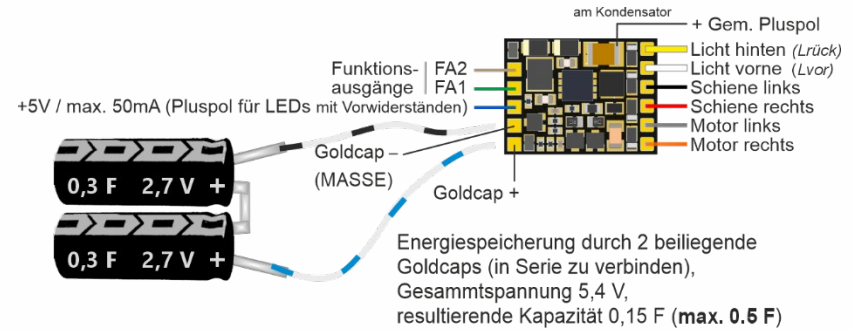 am Kondensator
+ Gem. Pluspol
Licht hinten (Lrück)
Licht vorne (Lvor)
Schiene links
Schiene rechts
Motor links
Motor rechts
Funktions-
ausgänge
FA2
FA1
+5V / max. 50mA (Pluspol für LEDs mit Vorwiderständen)
Goldcap –
(MASSE)
Goldcap +
0,3 F 2,7 V +
0,3 F 2,7 V +
Energiespeicherung durch 2 beiliegende
Goldcaps (in Serie zu verbinden),
Gesammtspannung 5,4 V,
resultierende Kapazität 0,15 F (max. 0,5 F)